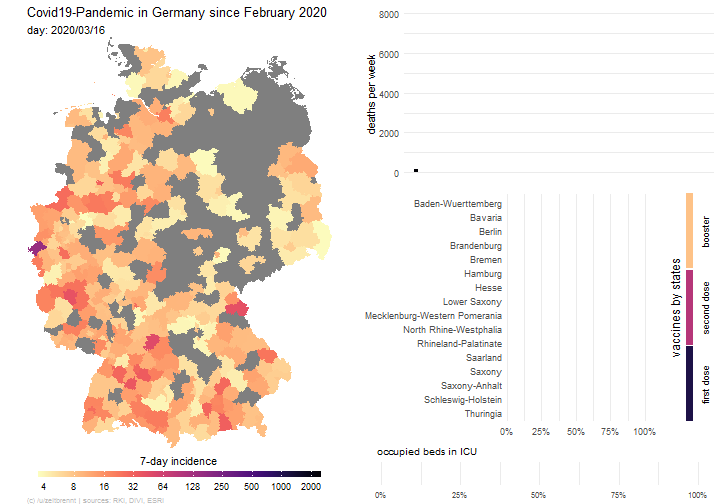 Covid19-Pandemic in Germany since February 2020
day: 2020/03/16
7-day incidence
4 8 16 32 64 128 250 500 1000 2000
(c) /u/zeitbrennt | sources: RKI, DIVI, ESRI
deaths per week
8000
6000
4000
2000
0
Baden-Wuerttemberg
Bavaria
Berlin
Brandenburg
Bremen
Hamburg
Hesse
Lower Saxony
Mecklenburg-Western Pomerania
North Rhine-Westphalia
Rhineland-Palatinate
Saarland
Saxony
Saxony-Anhalt
Schleswig-Holstein
Thuringia
0% 25% 50% 75% 100%
vaccines by states
booster
second dose
first dose
occupied beds in ICU
0% 25% 50% 75% 100%